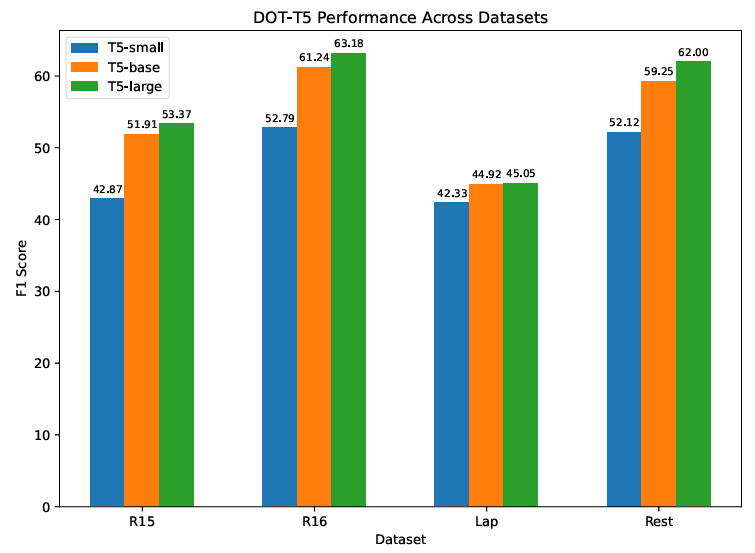 DOT-T5 Performance Across Datasets
T5-small
T5-base
T5-large
F1 Score
60
50
40
30
20
10
0
42.87
51.91
53.37
52.79
61.24
63.18
42.33
44.92
45.05
52.12
59.25
62.00
R15
R16
Lap
Rest
Dataset